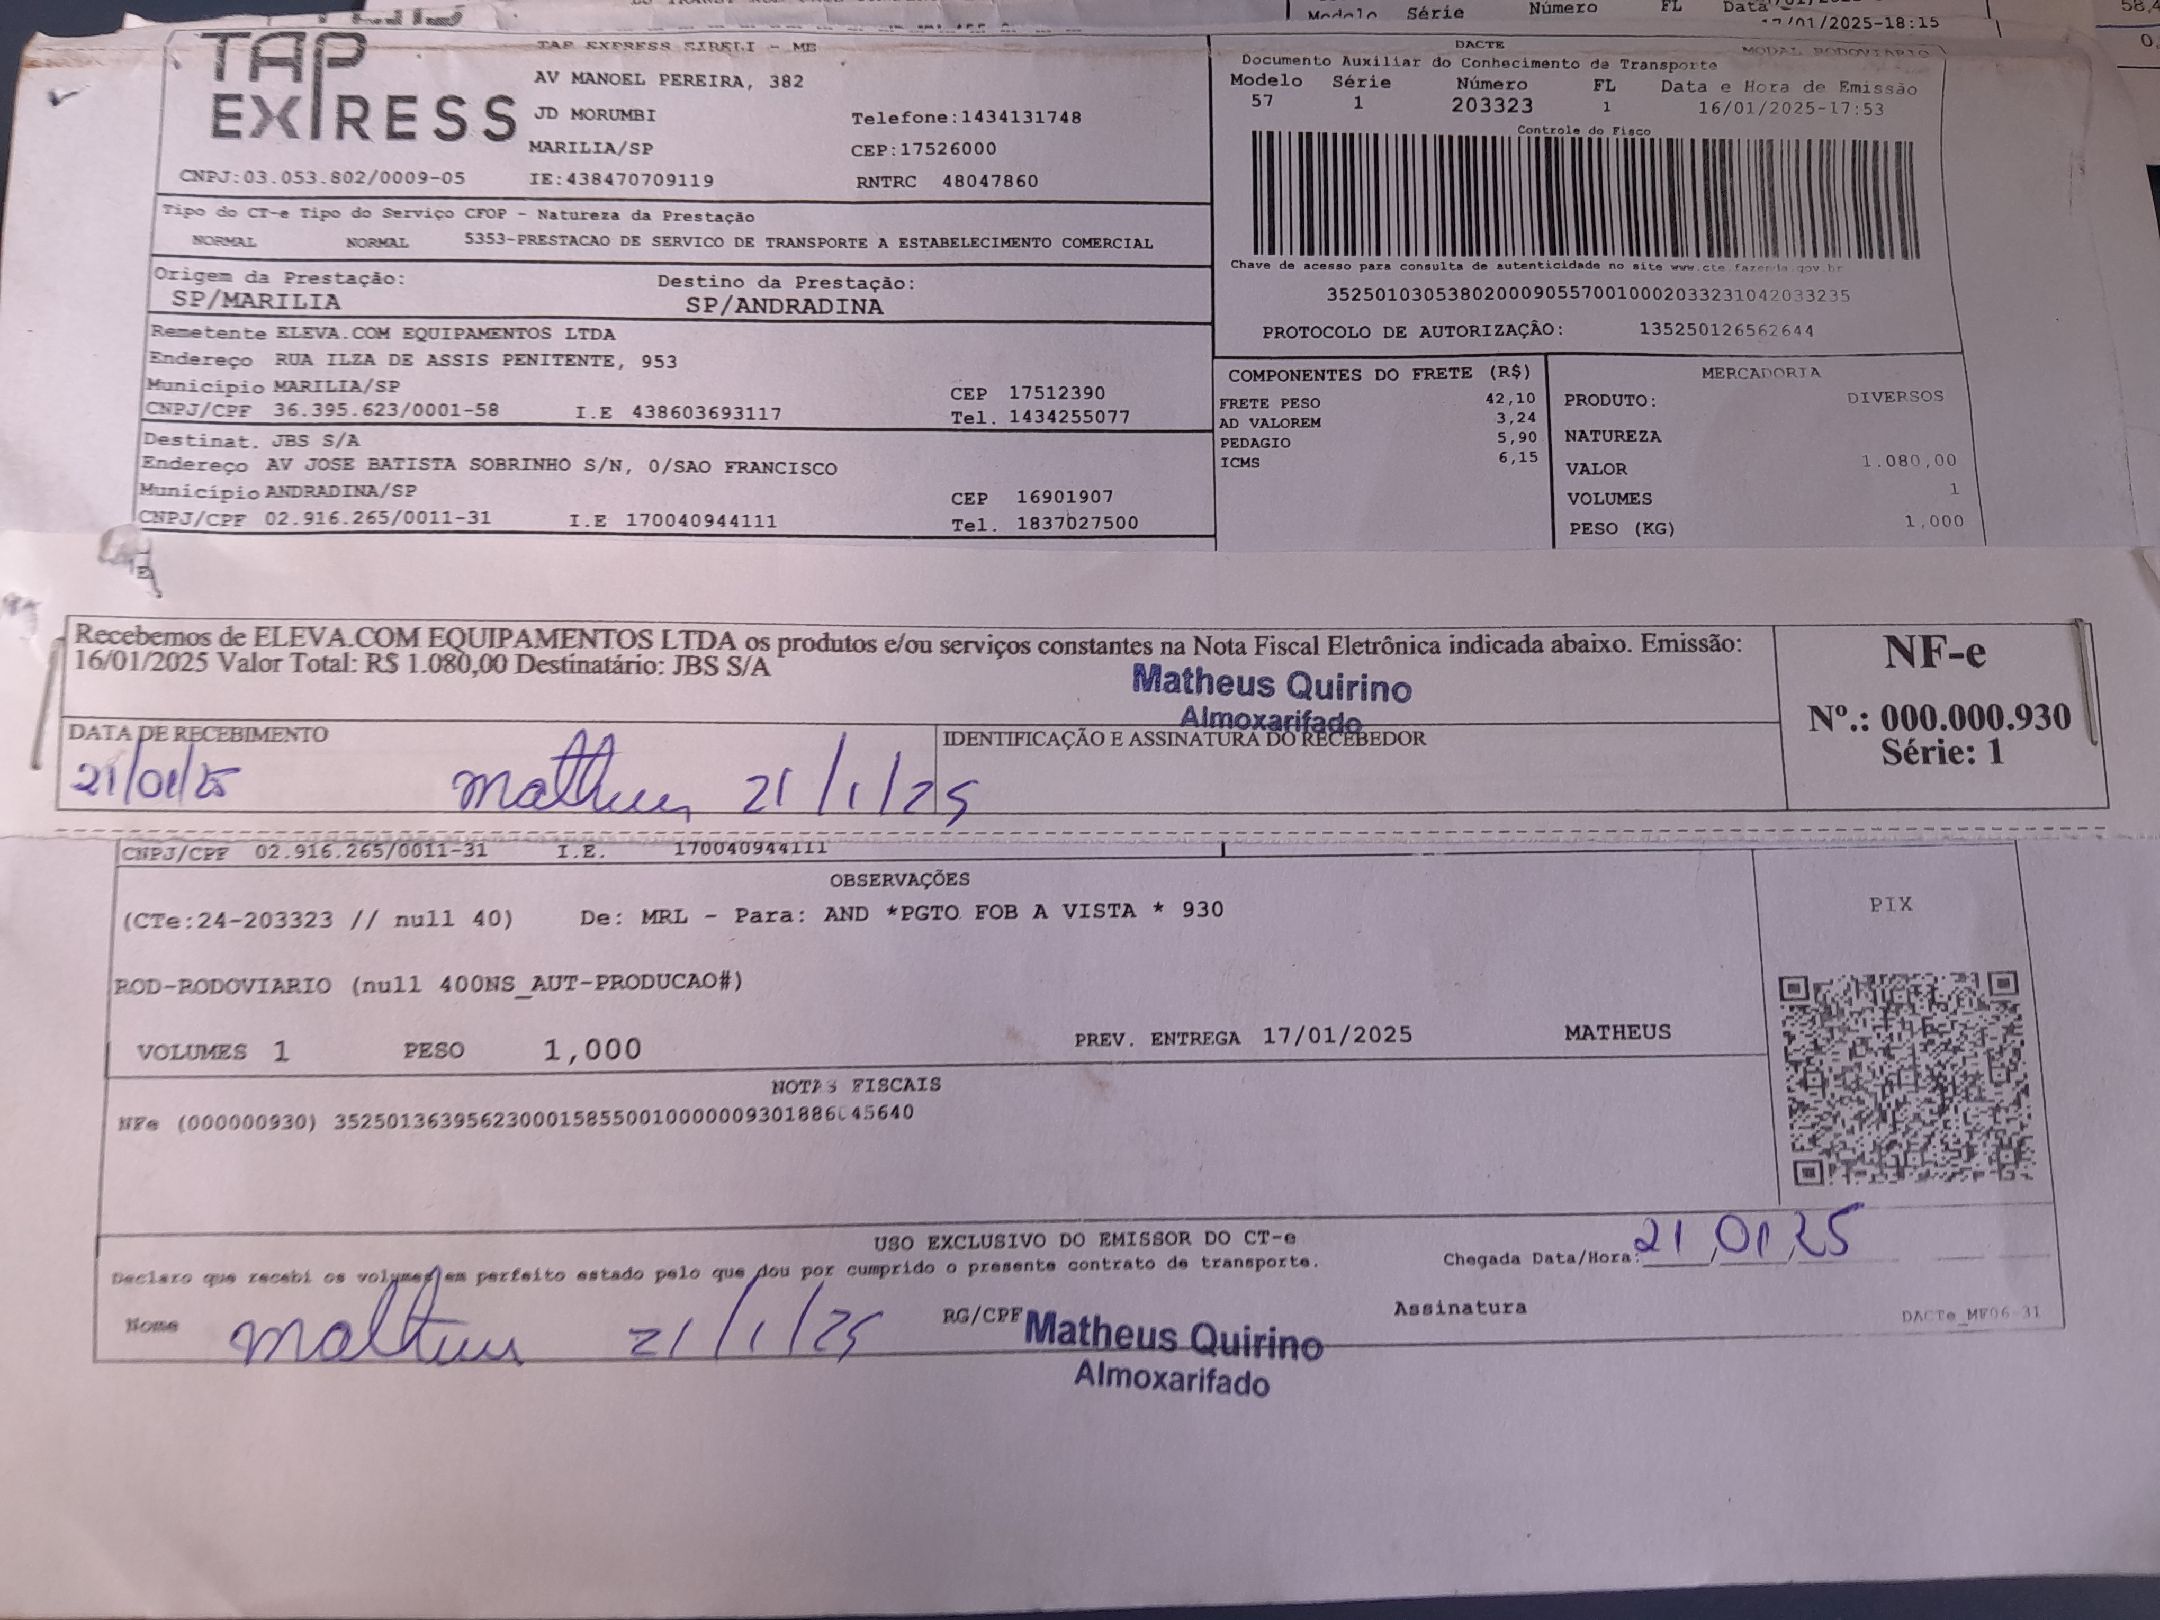 Modelo Série Número FL Data
17/01/2025-18:15
TAP EXPRESS
TAP EXPRESS EIRELI - ME
AV MANOEL PEREIRA, 382
JD MORUMBI
Telefone:1434131748
MARILIA/SP
CEP:17526000
CNPJ:03.053.802/0009-05 IE:438470709119 RNTRC 48047860
DACTE MODAL RODOVIARIO
Documento Auxiliar do Conhecimento de Transporte
Modelo Série Número FL Data e Hora de Emissão
57 1 203323 1 16/01/2025-17:53
Controle do Fisco
Chave de acesso para consulta de autenticidade no site www.cte.fazenda.gov.br
35250103053802000905570010002033231042033235
PROTOCOLO DE AUTORIZAÇÃO: 135250126562644
Tipo do CT-e Tipo do Serviço CFOP - Natureza da Prestação
NORMAL NORMAL 5353-PRESTACAO DE SERVICO DE TRANSPORTE A ESTABELECIMENTO COMERCIAL
Origem da Prestação: Destino da Prestação:
SP/MARILIA SP/ANDRADINA
Remetente ELEVA.COM EQUIPAMENTOS LTDA
Endereço RUA ILZA DE ASSIS PENITENTE, 953
Município MARILIA/SP CEP 17512390
CNPJ/CPF 36.395.623/0001-58 I.E 438603693117 Tel. 1434255077
Destinat. JBS S/A
Endereço AV JOSE BATISTA SOBRINHO S/N, 0/SAO FRANCISCO
Município ANDRADINA/SP CEP 16901907
CNPJ/CPF 02.916.265/0011-31 I.E 170040944111 Tel. 1837027500
COMPONENTES DO FRETE (R$)
FRETE PESO 42,10
AD VALOREM 3,24
PEDAGIO 5,90
ICMS 6,15
MERCADORIA
PRODUTO: DIVERSOS
NATUREZA
VALOR 1.080,00
VOLUMES 1
PESO (KG) 1,000
Recebemos de ELEVA.COM EQUIPAMENTOS LTDA os produtos e/ou serviços constantes na Nota Fiscal Eletrônica indicada abaixo. Emissão:
16/01/2025 Valor Total: R$ 1.080,00 Destinatário: JBS S/A
Matheus Quirino
Almoxarifado
NF-e
Nº.: 000.000.930
Série: 1
DATA DE RECEBIMENTO IDENTIFICAÇÃO E ASSINATURA DO RECEBEDOR
21/01/25 Matheus 21/1/25
CNPJ/CPF 02.916.265/0011-31 I.E. 170040944111
OBSERVAÇÕES
(CTe:24-203323 // null 40) De: MRL - Para: AND *PGTO FOB A VISTA * 930
PIX
ROD-RODOVIARIO (null 400NS_AUT-PRODUCAO#)
VOLUMES 1 PESO 1,000 PREV. ENTREGA 17/01/2025 MATHEUS
NOTAS FISCAIS
NFe (000000930)
USO EXCLUSIVO DO EMISSOR DO CT-e
Chegada Data/Hora: 21/01/25
Declaro que recebi os volumes em perfeito estado pelo que dou por cumprido o presente contrato de transporte.
Nome Matheus 21/1/25 RG/CPF Assinatura
Matheus Quirino
Almoxarifado
DACTe_MF06-31